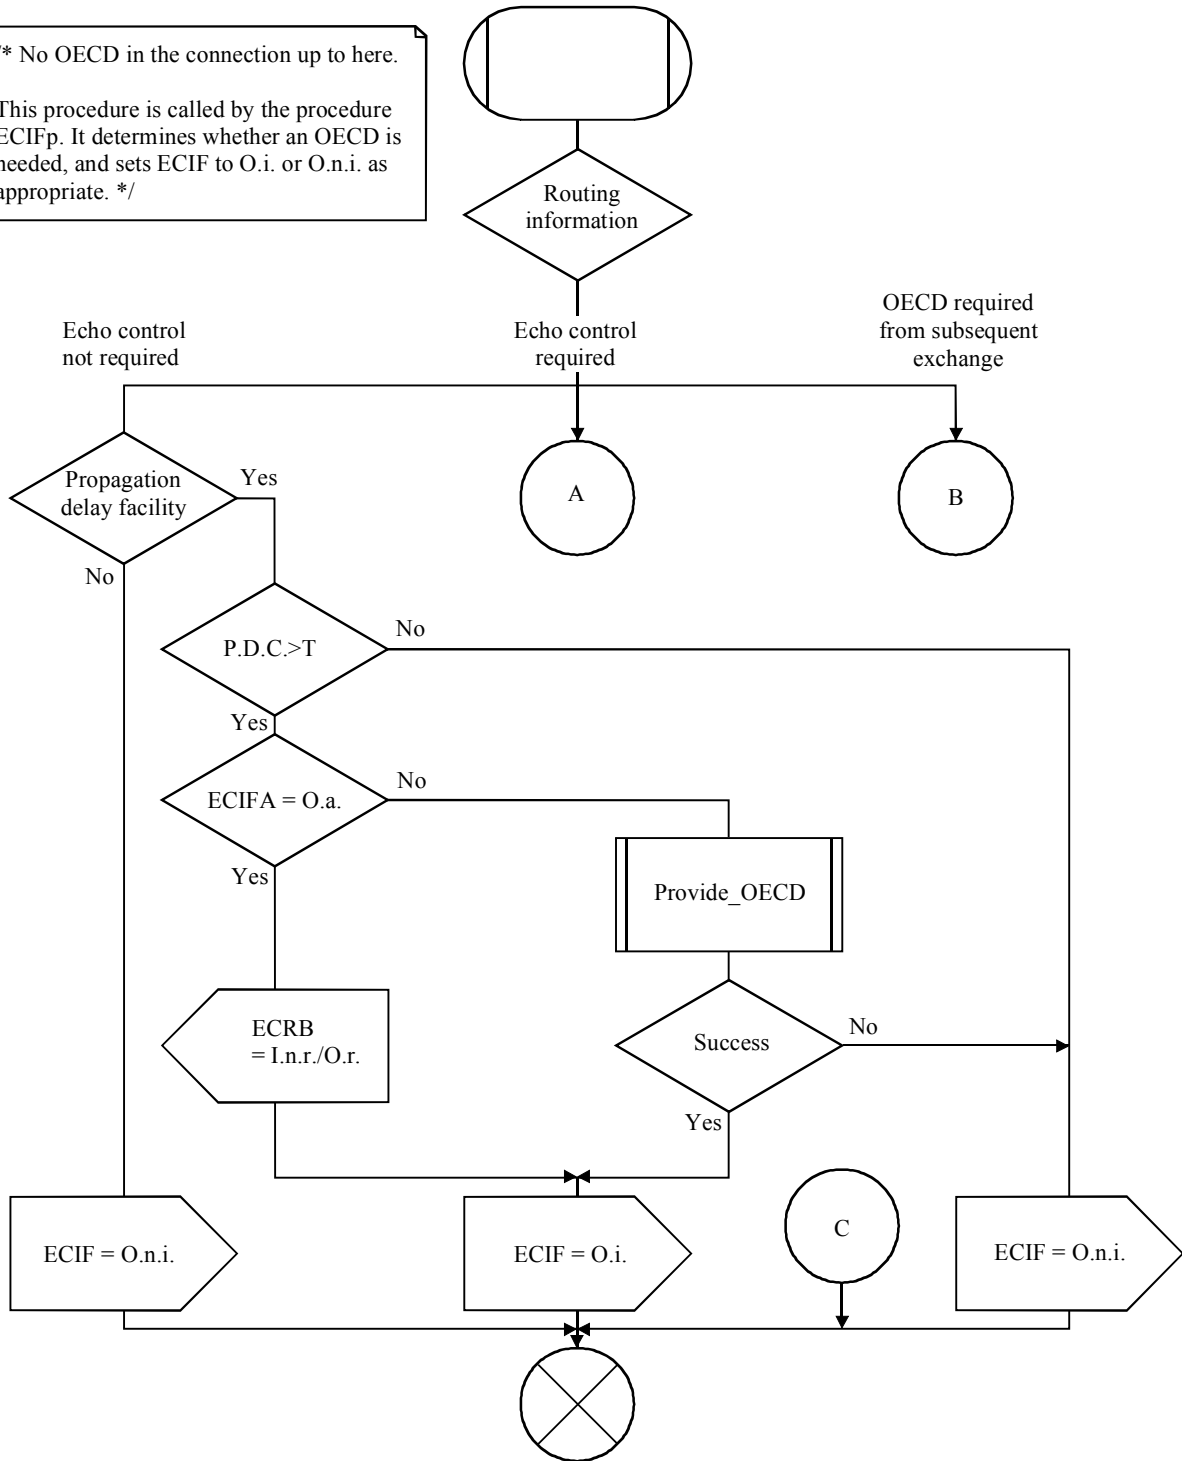 /* No OECD in the connection up to here.
This procedure is called by the procedure
ECIFp. It determines whether an OECD is
needed, and sets ECIF to O.i. or O.n.i. as
appropriate. */
Routing
information
Echo control
not required
Echo control
required
OECD required
from subsequent
exchange
Propagation
delay facility
Yes
A
B
No
P.D.C.>T
No
Yes
ECIFA = O.a.
No
Yes
Provide_OECD
ECRB
= I.n.r./O.r.
Success
No
Yes
ECIF = O.n.i.
ECIF = O.i.
C
ECIF = O.n.i.